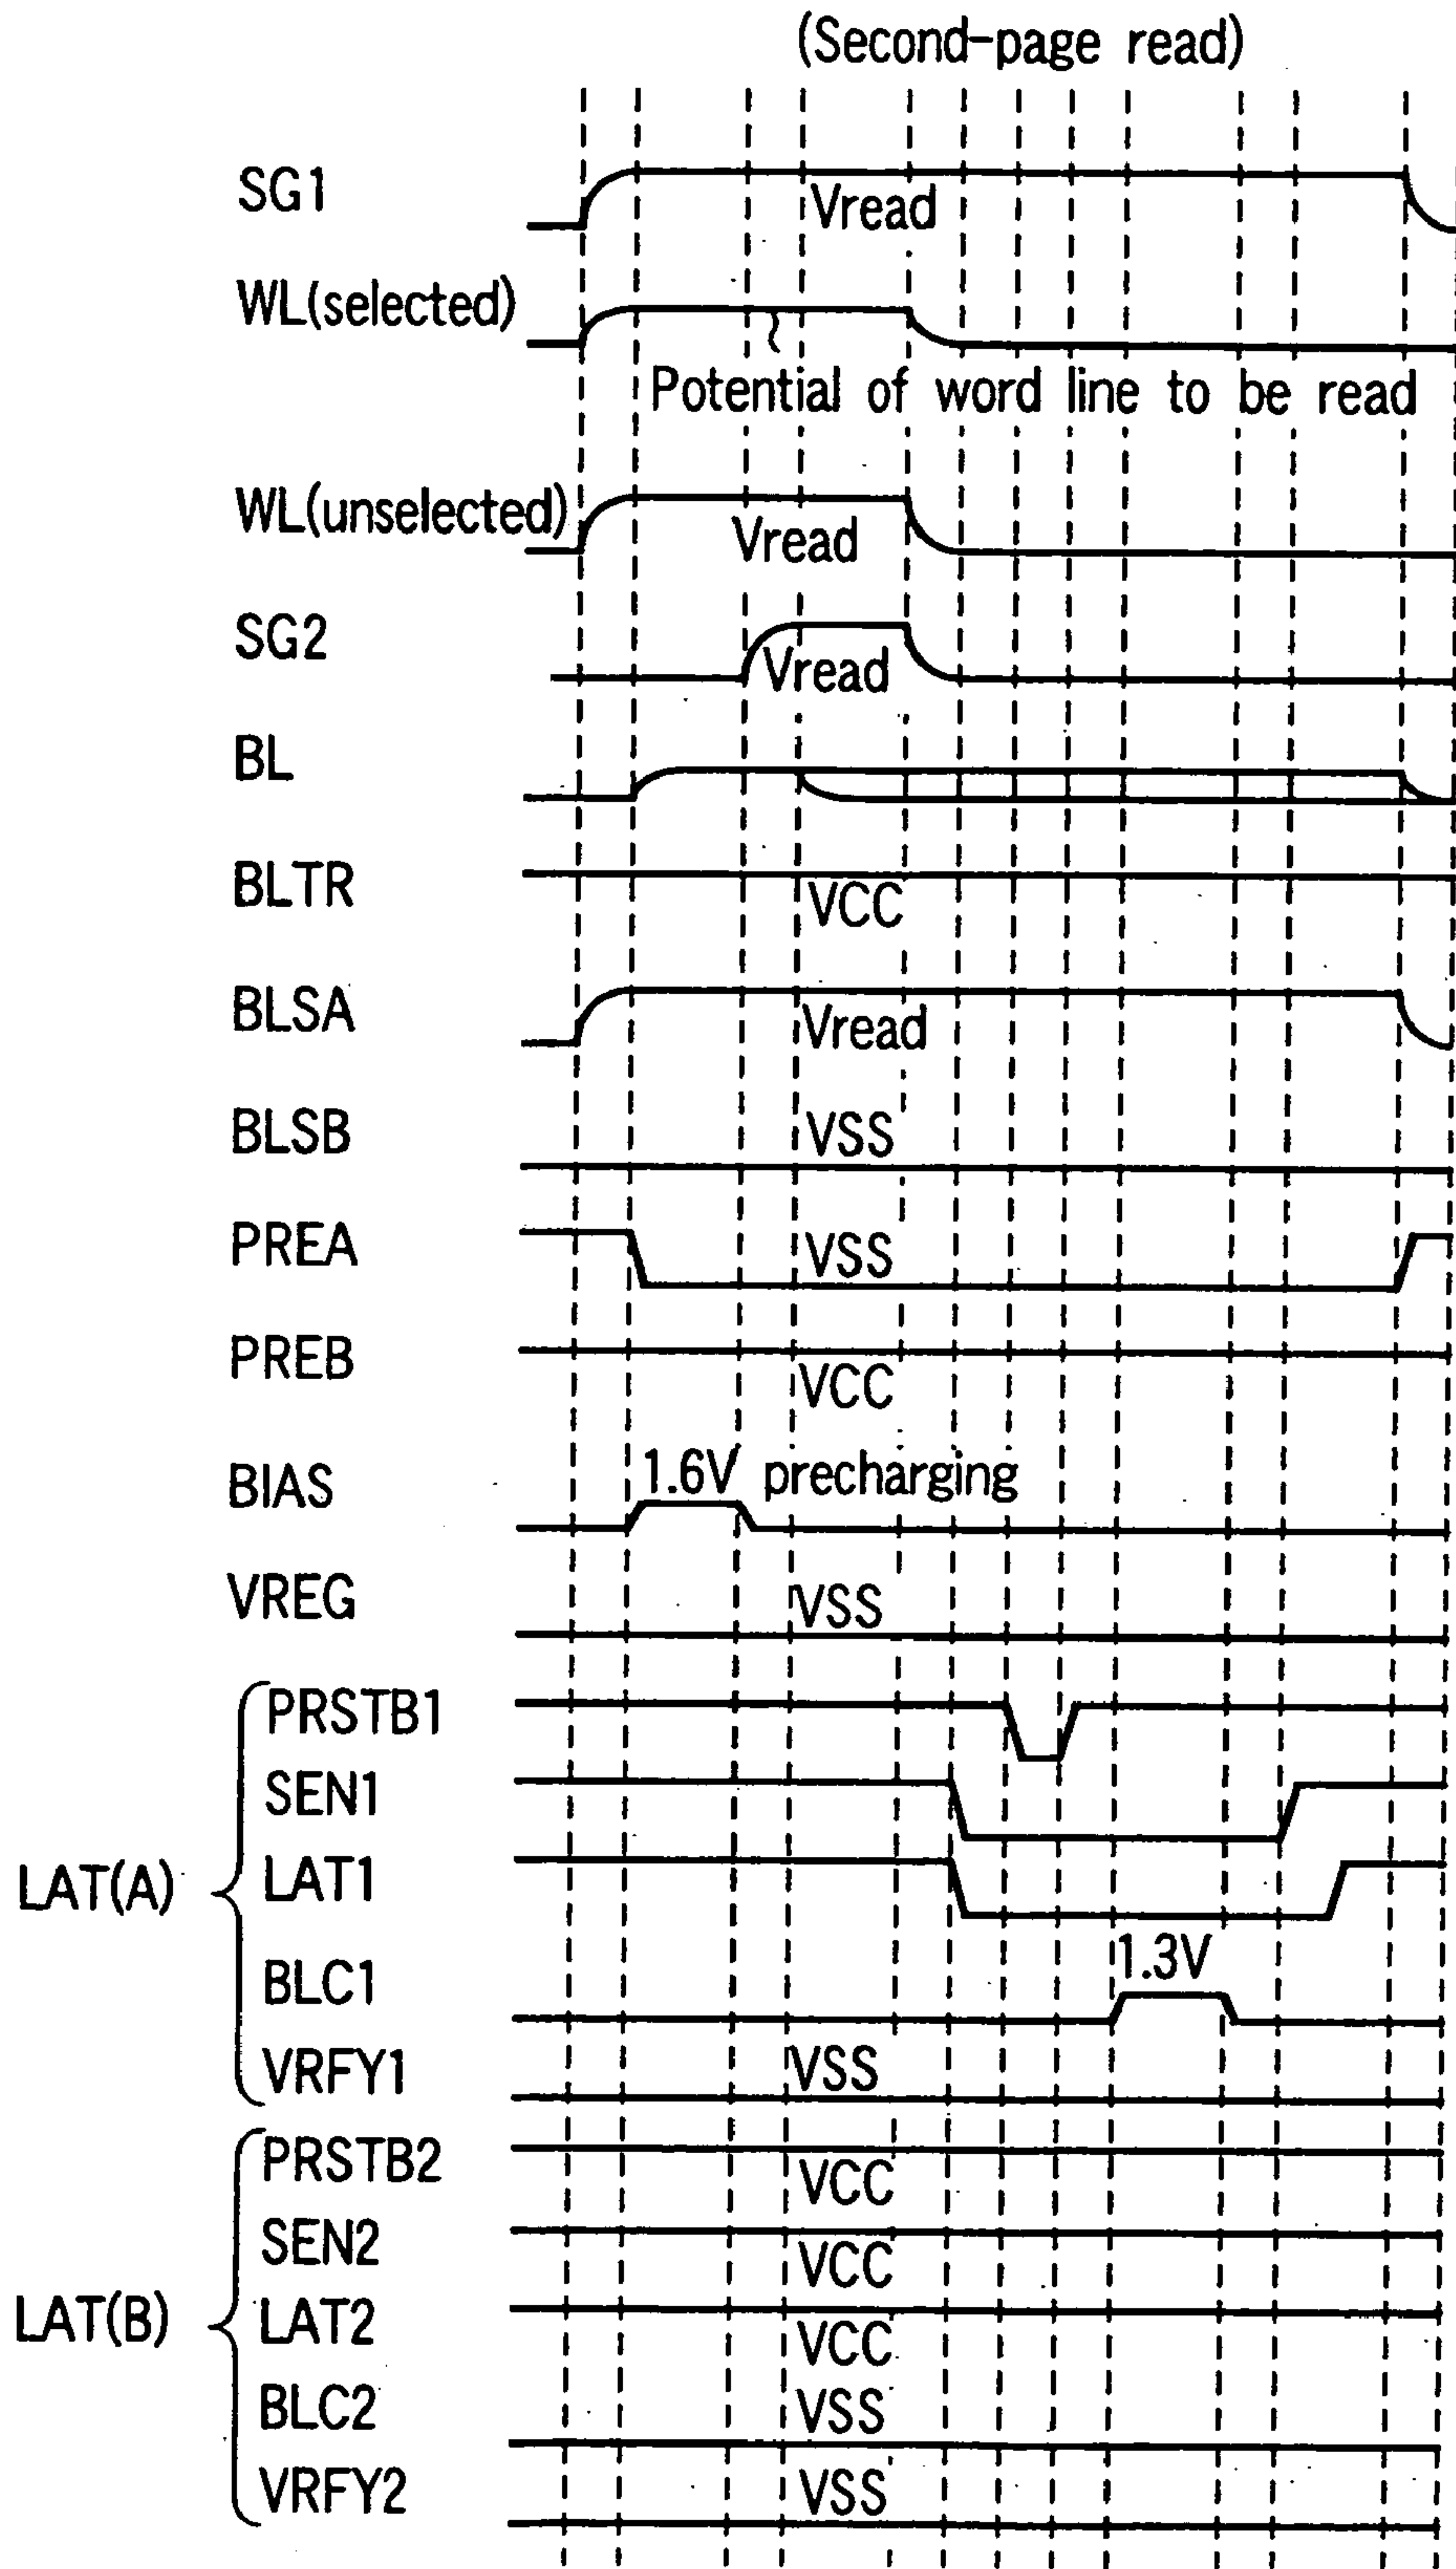 (Second-page read)
SG1
Vread
WL(selected)
Potential of word line to be read
WL(unselected)
Vread
SG2
Vread
BL
BLTR
VCC
BLSA
Vread
BLSB
VSS
PREA
VSS
PREB
VCC
BIAS
1.6V precharging
VREG
VSS
LAT(A)
PRSTB1
SEN1
LAT1
BLC1
1.3V
VRFY1
VSS
LAT(B)
PRSTB2
VCC
SEN2
VCC
LAT2
VCC
BLC2
VSS
VRFY2
VSS